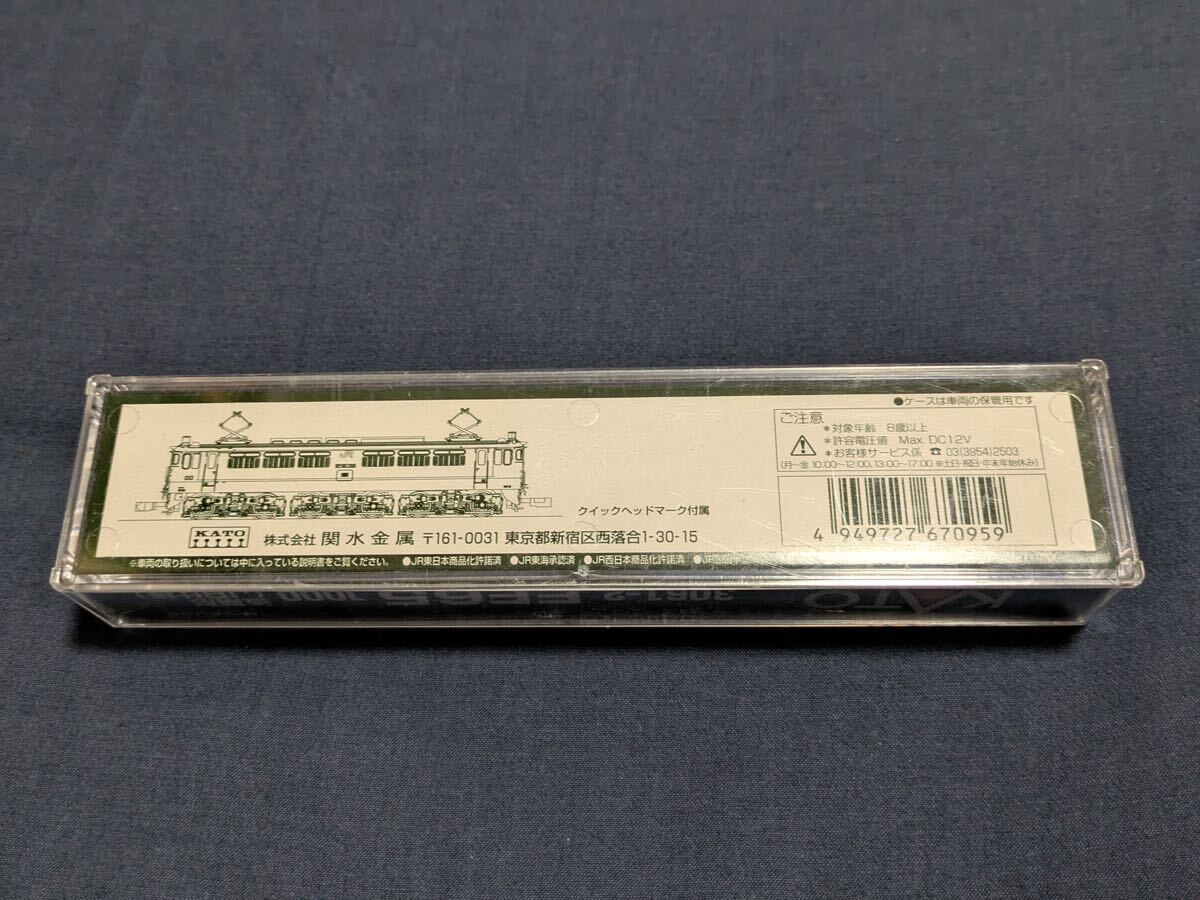 ●ケースは車両の保管用です
ご注意
*対象年齢 8歳以上
*許容電圧値 Max. DC12V
*お客様サービス係 ☎ 03(3954)2503
(月〜金 10:00〜12:00, 13:00〜17:00 ※土日・祝日・年末年始休み)
クイックヘッドマーク付属
4 949727 670959
KATO
株式会社 関水金属 〒161-0031 東京都新宿区西落合1-30-15
※車両の取り扱いについては中に入っている説明書をご覧ください。 ●JR東日本商品化許諾済 ●JR東海承認済 ●JR西日本商品化許諾済
KATO 3061-2 EF65 1000